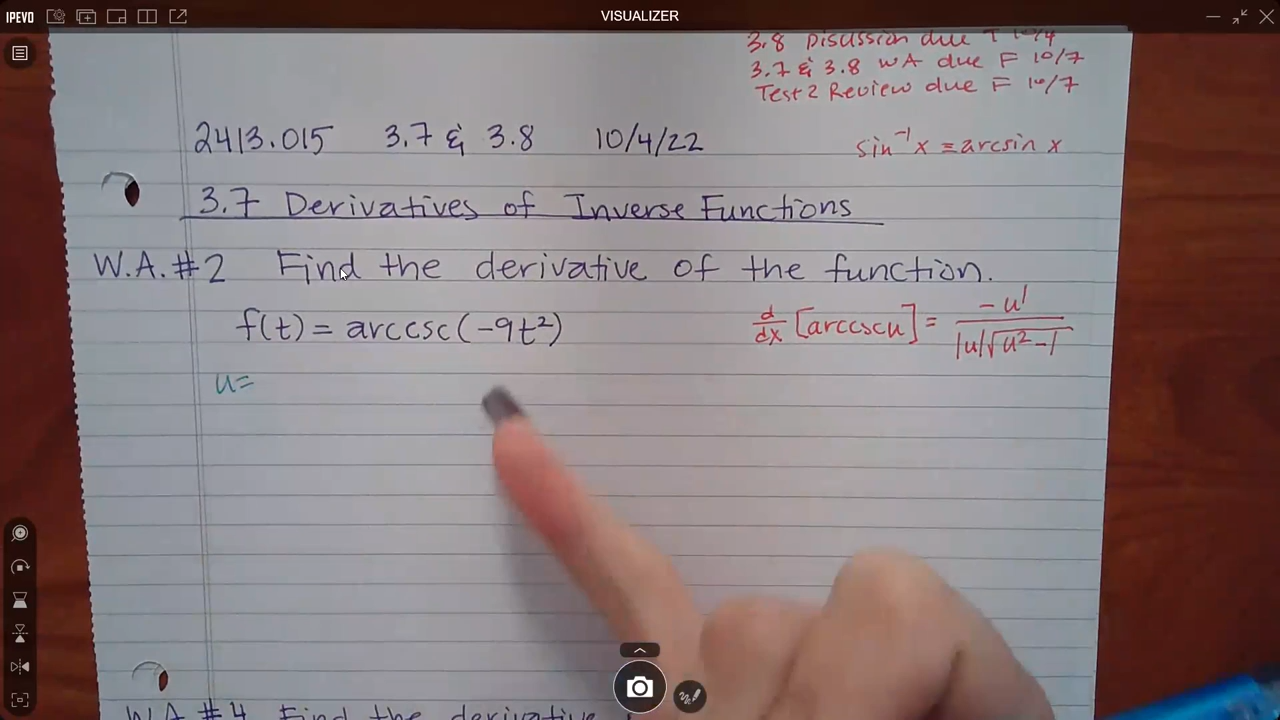 IPEVO
VISUALIZER
3.8 Discussion due T 10/4
3.7 & 3.8 WA due F 10/7
Test 2 Review due F 10/7
2413.015 3.7 & 3.8 10/4/22
sin⁻¹x = arcsin x
3.7 Derivatives of Inverse Functions
W.A.#2 Find the derivative of the function.
f(t) = arccsc(-9t²)
d/dx [arccscu] = -u'/|u|√u²-1
u=
W.A #4 Find the derivative